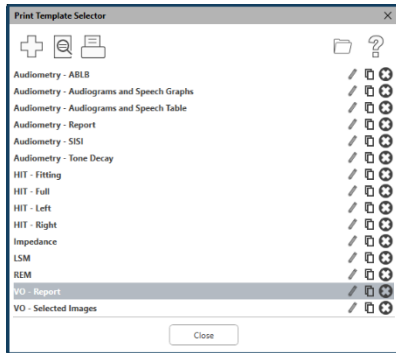 Print Template Selector
Audiometry - ABLB
Audiometry - Audiograms and Speech Graphs
Audiometry - Audiograms and Speech Table
Audiometry - Report
Audiometry - SISI
Audiometry - Tone Decay
HIT - Fitting
HIT - Full
HIT - Left
HIT - Right
Impedance
LSM
REM
VO - Report
VO - Selected Images
Close